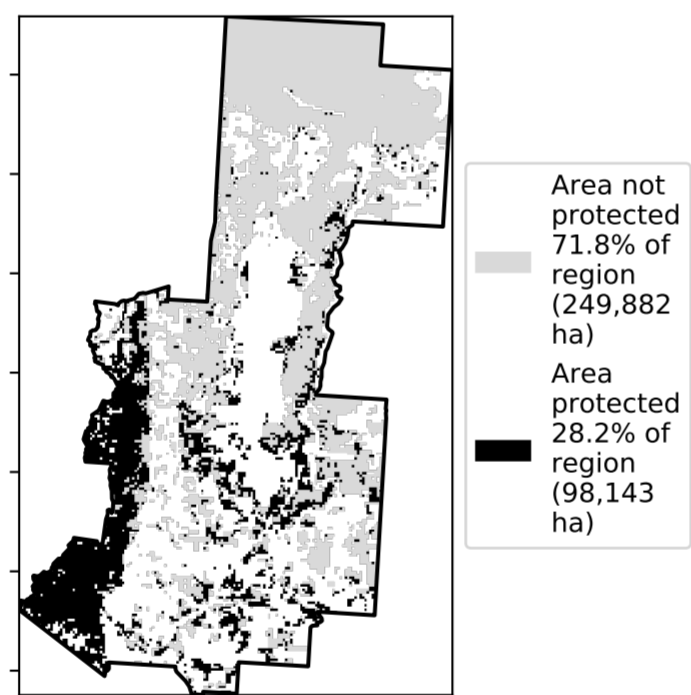 Area not
protected
71.8% of
region
(249,882
ha)
Area
protected
28.2% of
region
(98,143
ha)